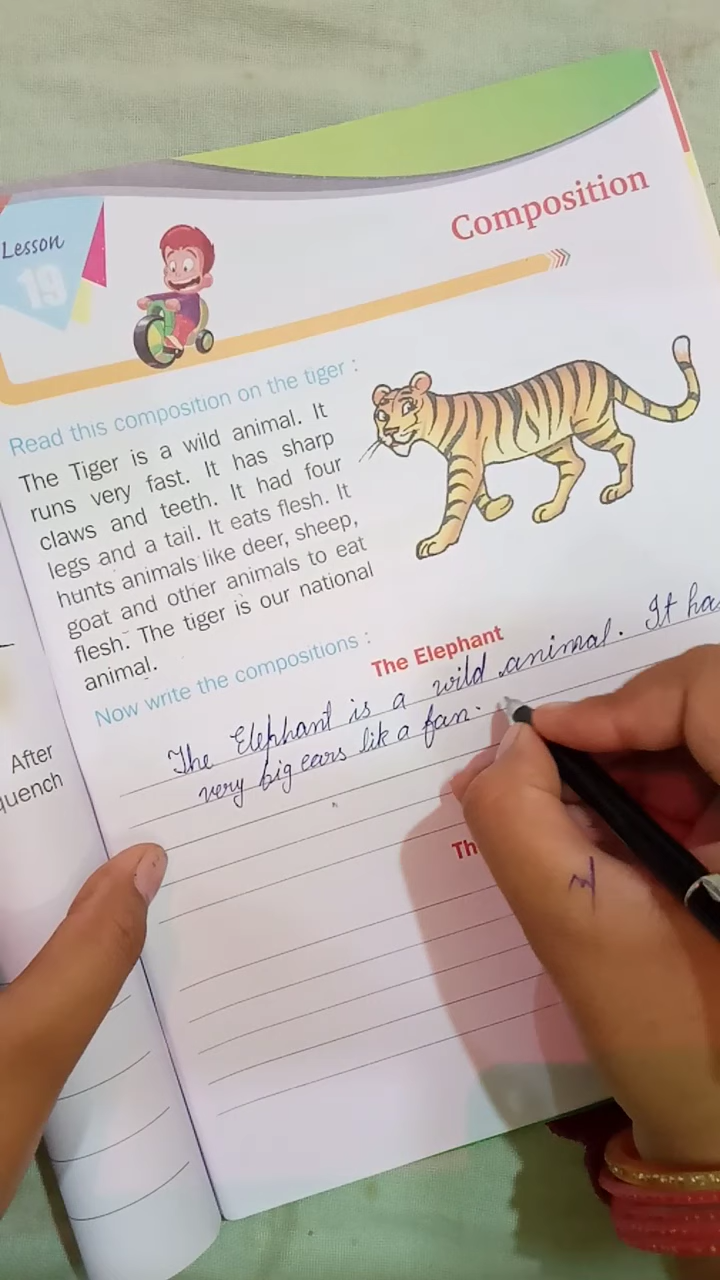 Composition
Lesson
19
Read this composition on the tiger :
The Tiger is a wild animal. It
runs very fast. It has sharp
claws and teeth. It had four
legs and a tail. It eats flesh. It
hunts animals like deer, sheep,
goat and other animals to eat
flesh. The tiger is our national
animal.
Now write the compositions :
The Elephant
The Elephant is a wild animal. It ha
very big ears lik a fan.
Th
After
quench